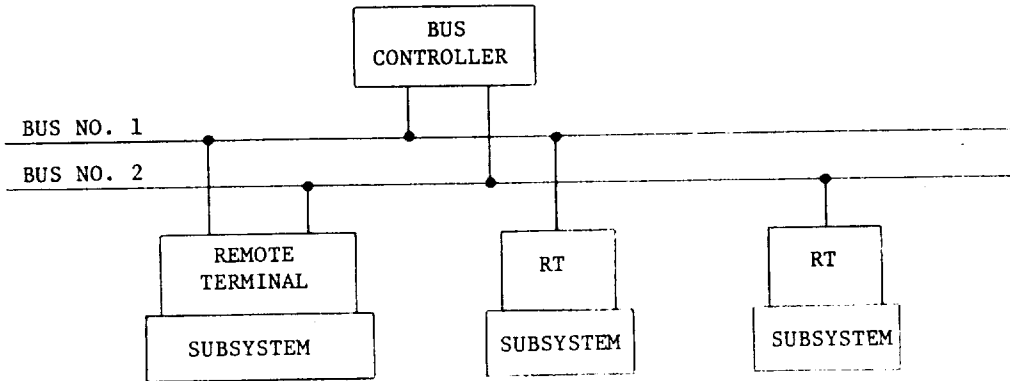 BUS
CONTROLLER
BUS NO. 1
BUS NO. 2
REMOTE
TERMINAL
RT
RT
SUBSYSTEM
SUBSYSTEM
SUBSYSTEM